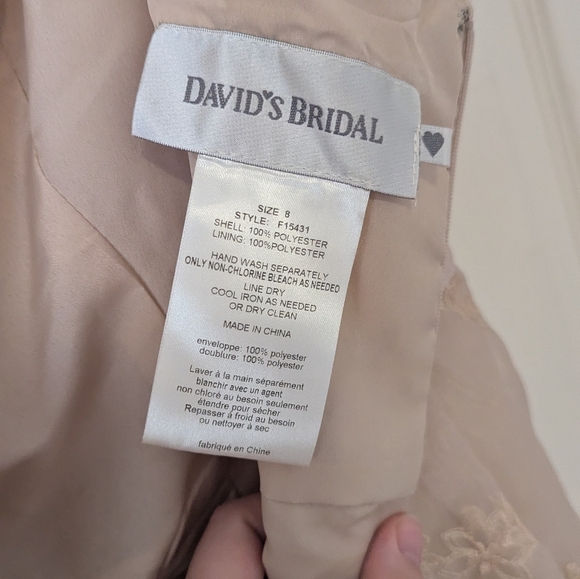 DAVID'S BRIDAL
SIZE 8
STYLE: F15431
SHELL: 100% POLYESTER
LINING: 100%POLYESTER
HAND WASH SEPARATELY
ONLY NON-CHLORINE BLEACH AS NEEDED
LINE DRY
COOL IRON AS NEEDED
OR DRY CLEAN
MADE IN CHINA
enveloppe: 100% polyester
doublure: 100% polyester
Laver à la main séparément
blanchir avec un agent
non chloré au besoin seulement
étendre pour sécher
Repasser à froid au besoin
ou nettoyer à sec
fabriqué en Chine